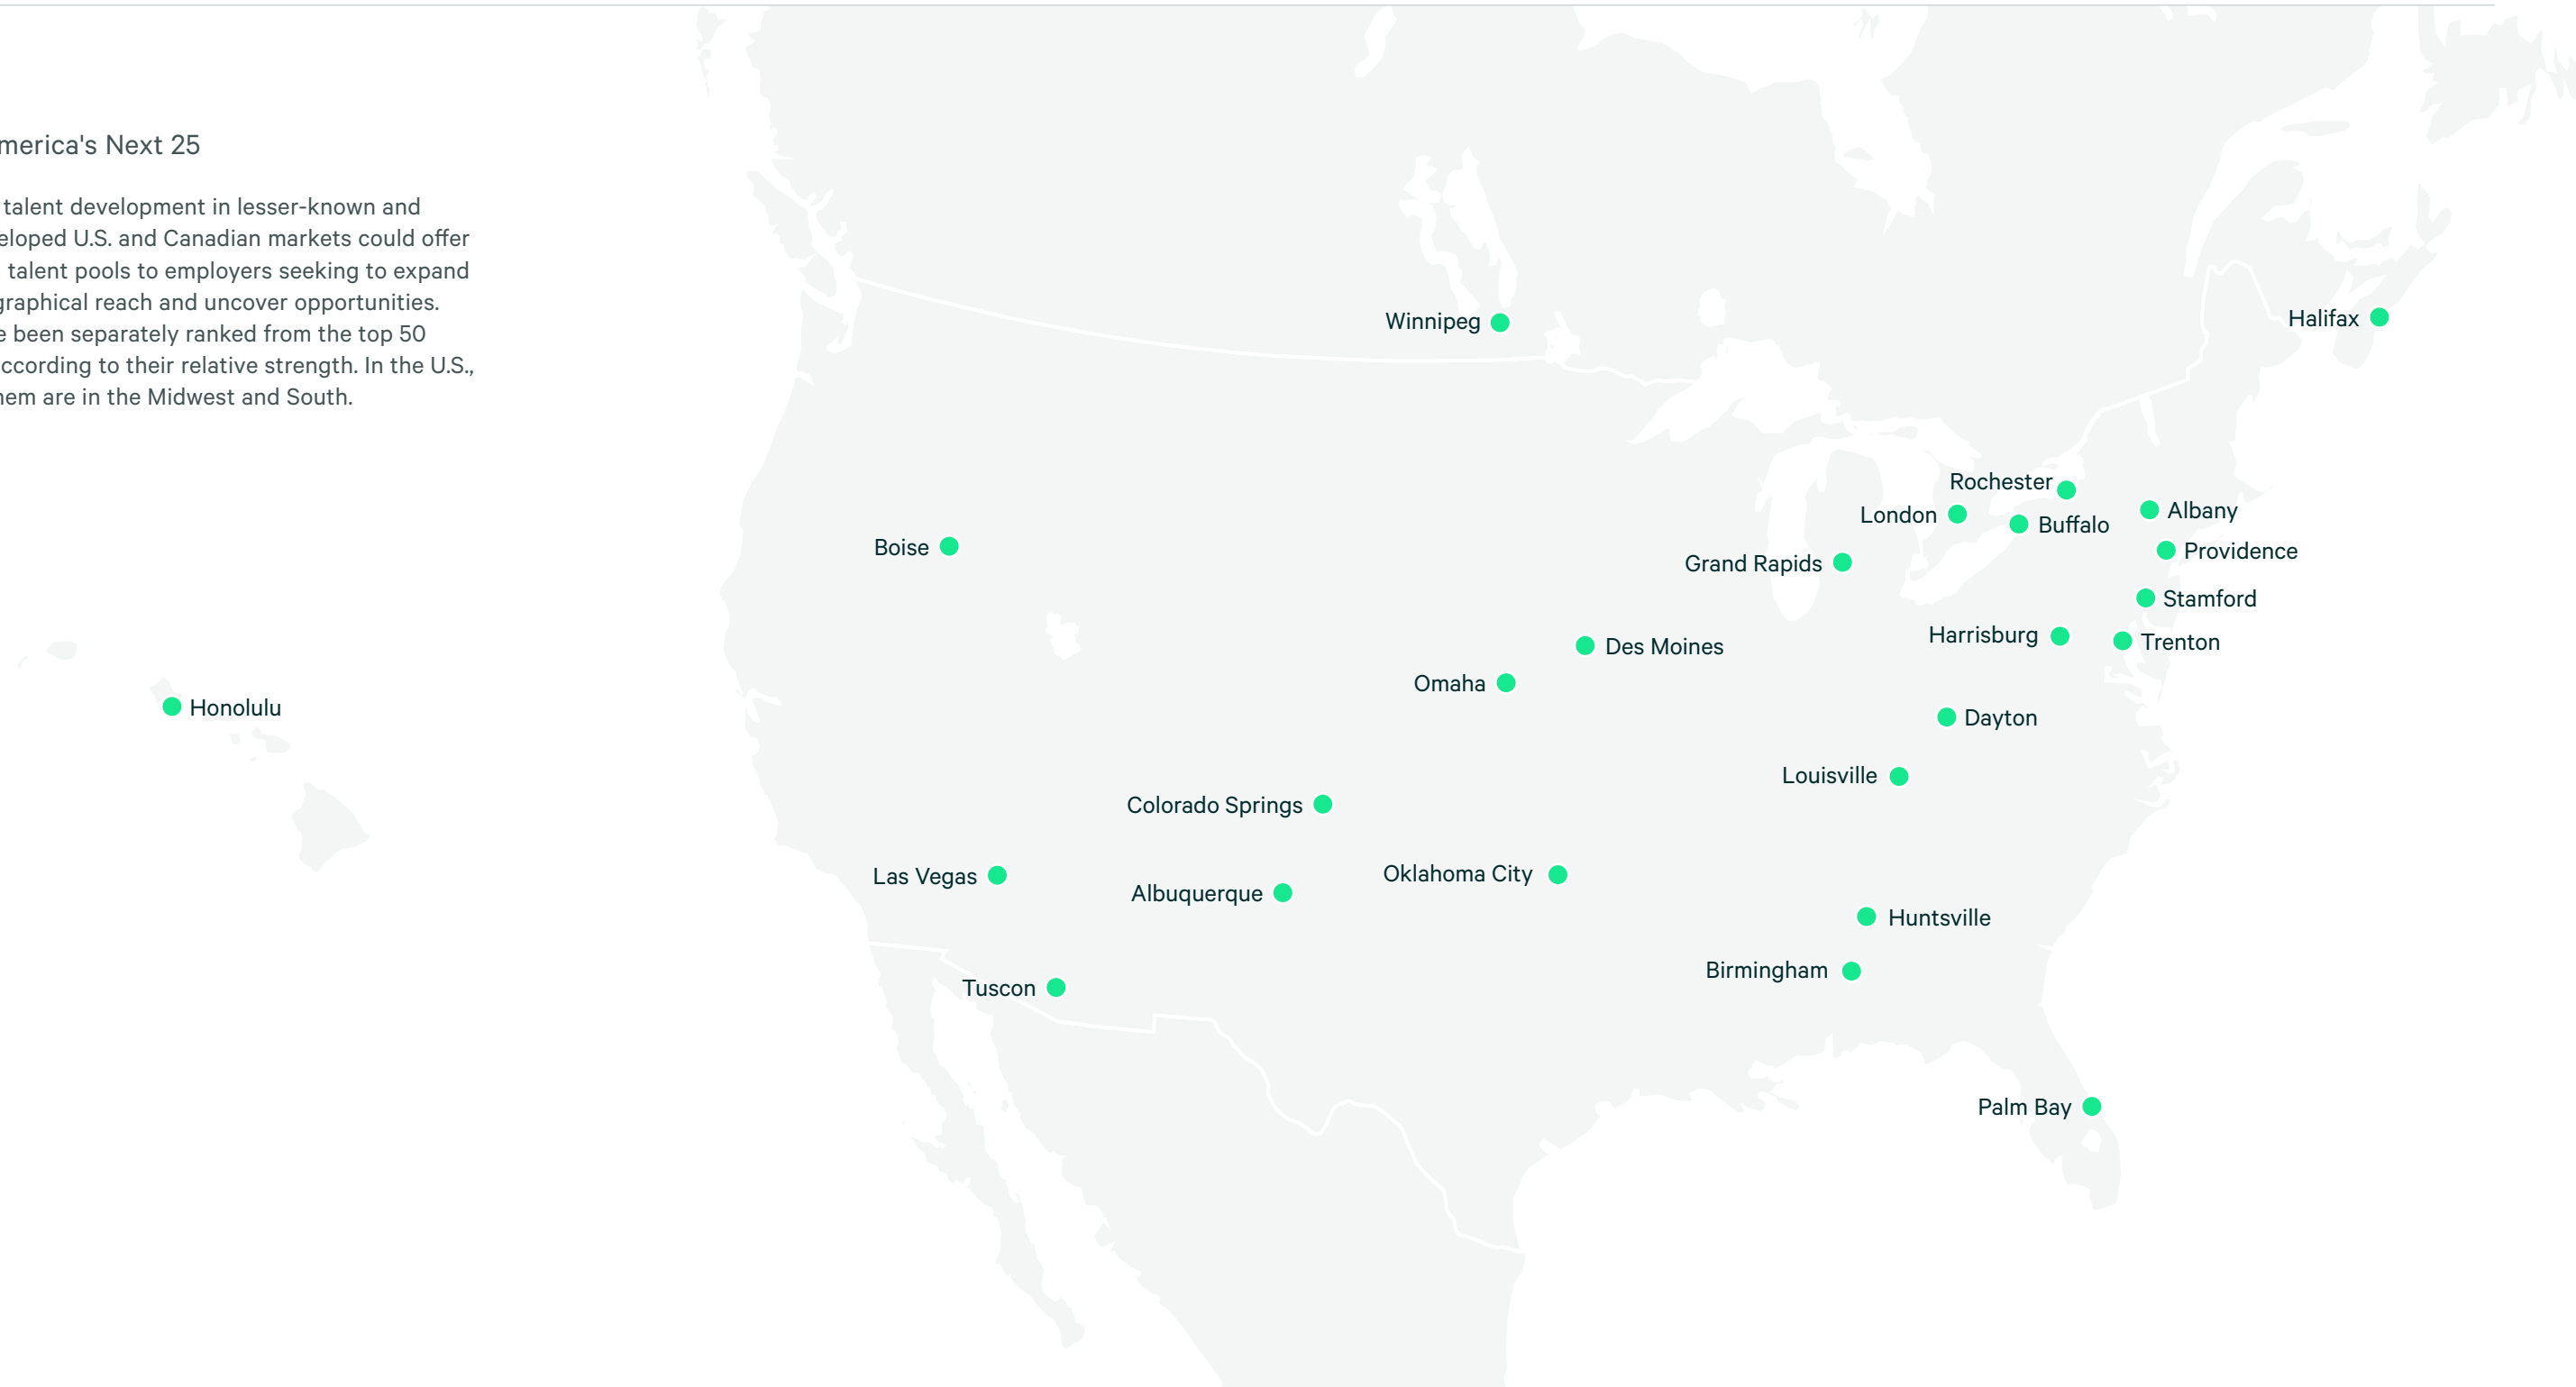 merica's Next 25
talent development in lesser-known and
eloped U.S. and Canadian markets could offer
talent pools to employers seeking to expand
graphical reach and uncover opportunities.
e been separately ranked from the top 50
ccording to their relative strength. In the U.S.,
hem are in the Midwest and South.
Winnipeg
Halifax
Rochester
London
Albany
Buffalo
Boise
Providence
Grand Rapids
Stamford
Harrisburg
Trenton
Des Moines
Omaha
Honolulu
Dayton
Louisville
Colorado Springs
Las Vegas
Oklahoma City
Albuquerque
Huntsville
Birmingham
Tuscon
Palm Bay